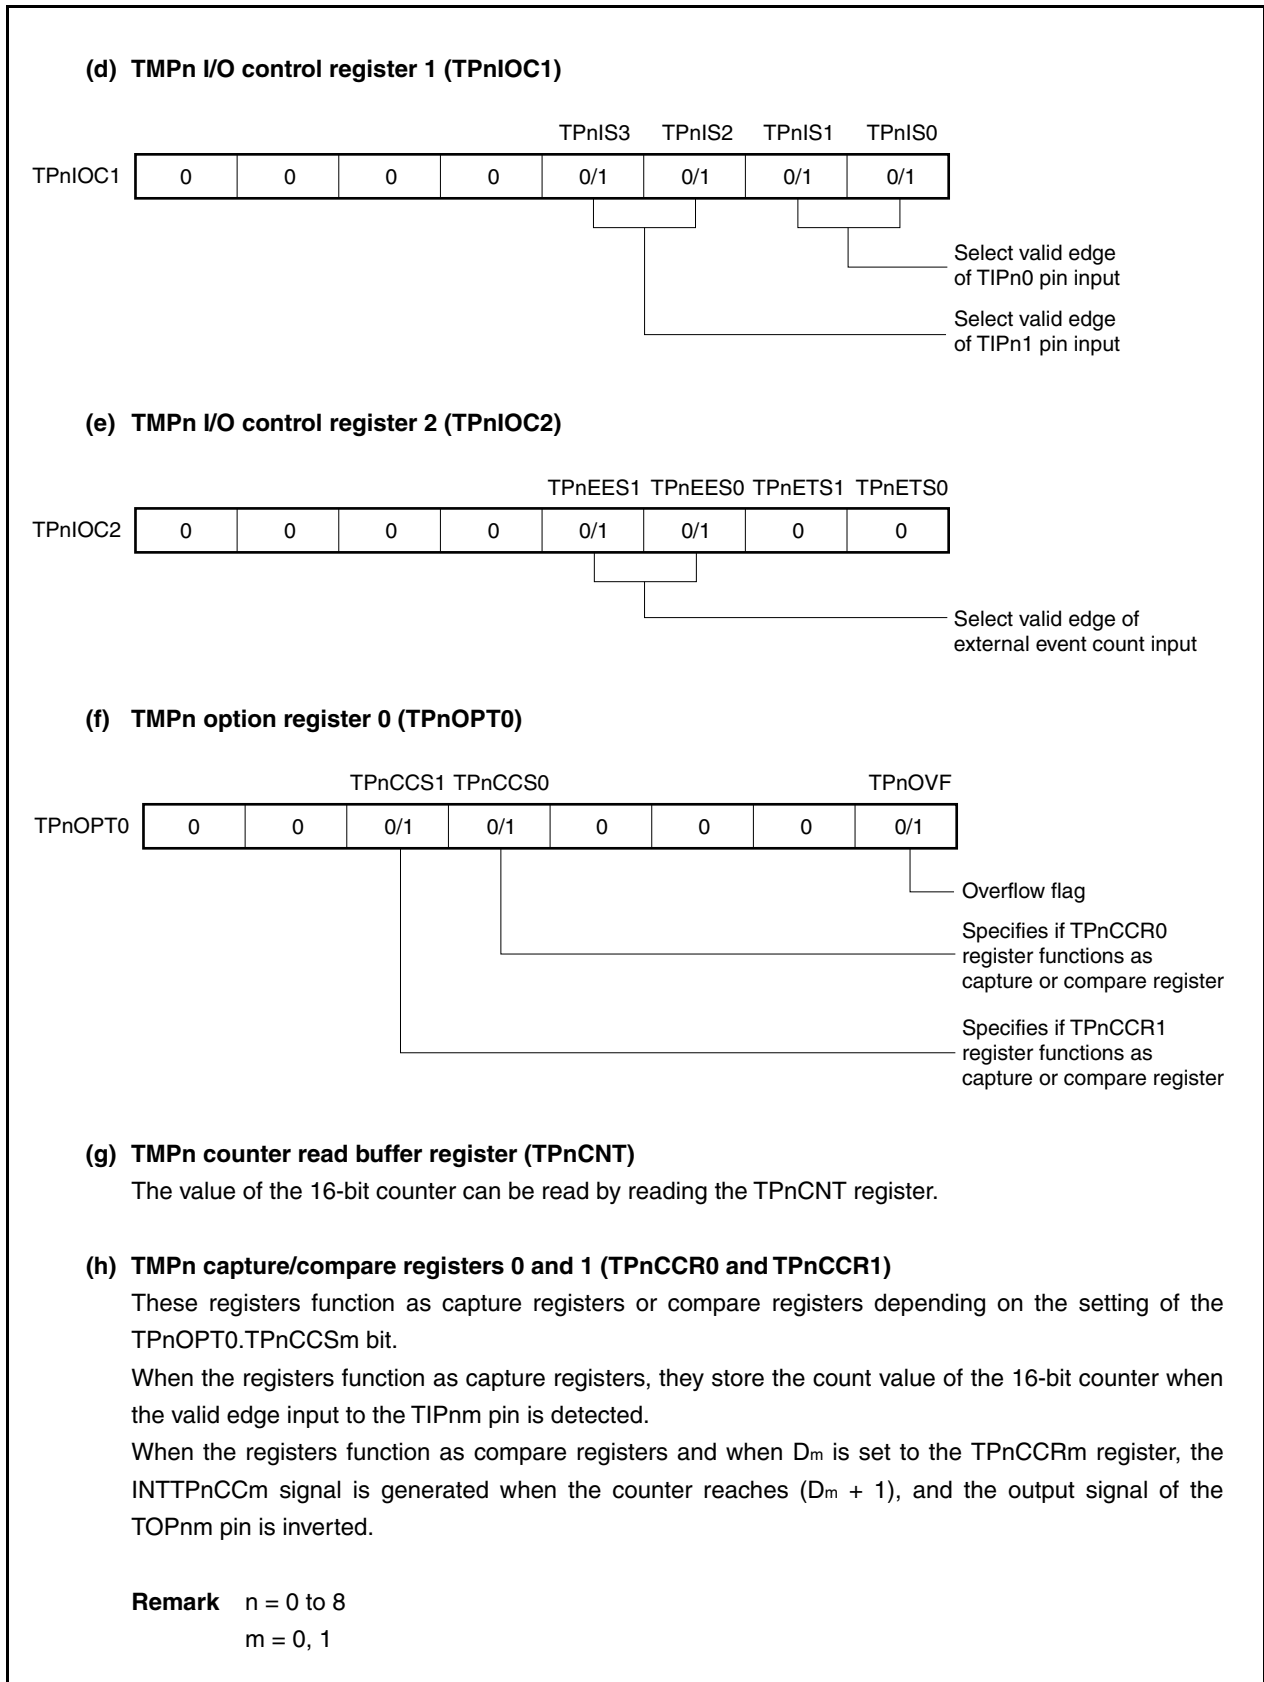 (d) TMPn I/O control register 1 (TPnIOC1)
TPnIS3 TPnIS2 TPnIS1 TPnIS0
TPnIOC1 0 0 0 0 0/1 0/1 0/1 0/1
Select valid edge
of TIPn0 pin input
Select valid edge
of TIPn1 pin input
(e) TMPn I/O control register 2 (TPnIOC2)
TPnEES1 TPnEES0 TPnETS1 TPnETS0
TPnIOC2 0 0 0 0 0/1 0/1 0 0
Select valid edge of
external event count input
(f) TMPn option register 0 (TPnOPT0)
TPnCCS1 TPnCCS0 TPnOVF
TPnOPT0 0 0 0/1 0/1 0 0 0 0/1
Overflow flag
Specifies if TPnCCR0
register functions as
capture or compare register
Specifies if TPnCCR1
register functions as
capture or compare register
(g) TMPn counter read buffer register (TPnCNT)
The value of the 16-bit counter can be read by reading the TPnCNT register.
(h) TMPn capture/compare registers 0 and 1 (TPnCCR0 and TPnCCR1)
These registers function as capture registers or compare registers depending on the setting of the
TPnOPT0.TPnCCSm bit.
When the registers function as capture registers, they store the count value of the 16-bit counter when
the valid edge input to the TIPnm pin is detected.
When the registers function as compare registers and when Dm is set to the TPnCCRm register, the
INTTPnCCm signal is generated when the counter reaches (Dm + 1), and the output signal of the
TOPnm pin is inverted.
Remark n = 0 to 8
m = 0, 1